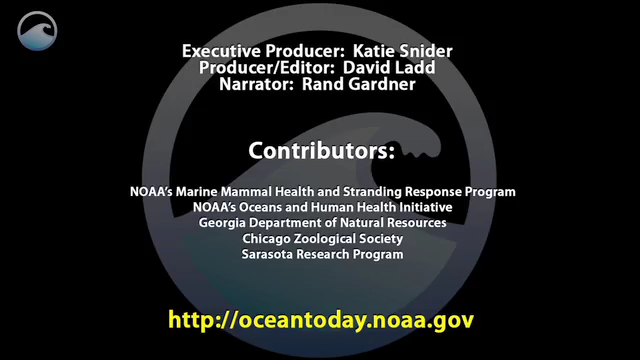 Executive Producer: Katie Snider
Producer/Editor: David Ladd
Narrator: Rand Gardner
Contributors:
NOAA's Marine Mammal Health and Stranding Response Program
NOAA's Oceans and Human Health Initiative
Georgia Department of Natural Resources
Chicago Zoological Society
Sarasota Research Program
http://oceantoday.noaa.gov